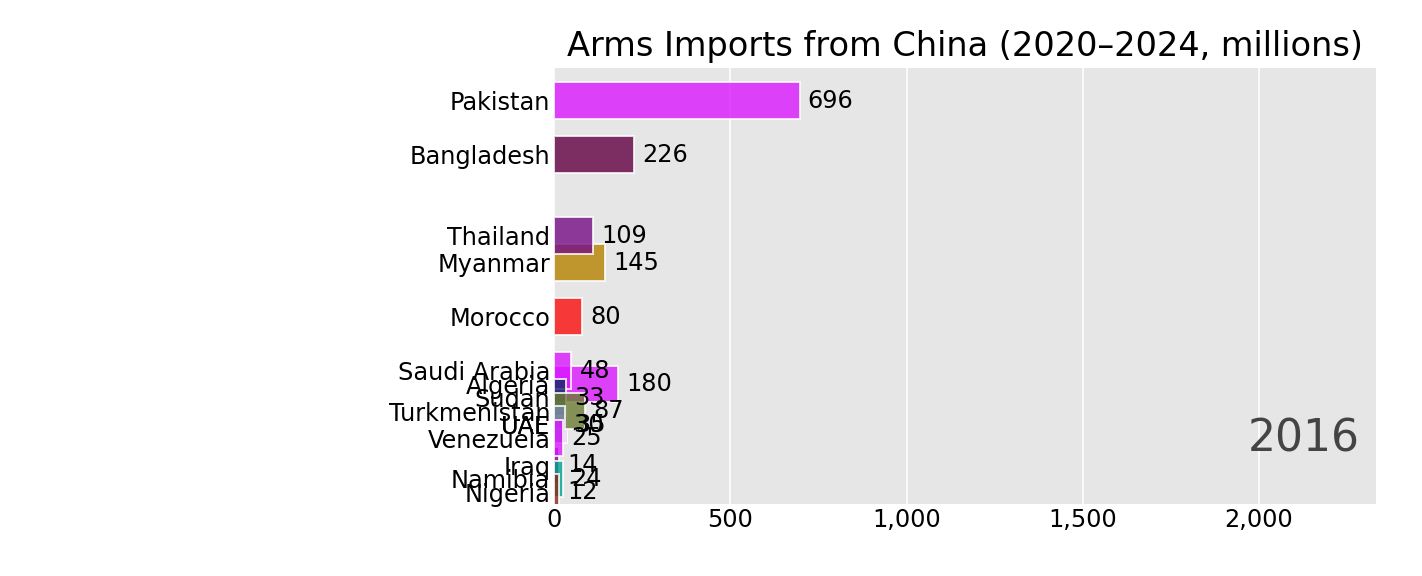 Arms Imports from China (2020–2024, millions)
Pakistan 696
Bangladesh 226
Thailand 109
Myanmar 145
Morocco 80
Saudi Arabia 48
Algeria 180
Sudan 33
Turkmenistan 87
UAE 30
35
Venezuela 25
2016
Iraq 14
Namibia 24
Nigeria 12
0 500 1,000 1,500 2,000